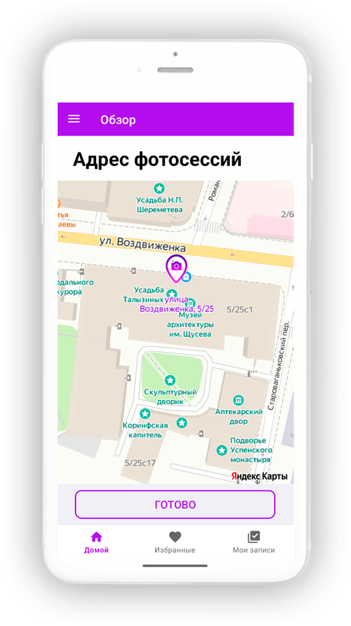 Обзор
Адрес фотосессий
Усадьба Н.П.
Шереметева
Роман
2/6
тья
аевы
ул. Воздвиженка
одального
курора
Усадьба
Талызиных
улица
Воздвиженка, 5/25
5/25с1
Музей
архитектуры
им. Щусева
Староваганьковский пер.
Скульптурный
дворик
Аптекарский
двор
Коринфская
капитель
Подворье
Успенского
монастыря
5/25с17
Яндекс Карты
ГОТОВО
Домой
Избранные
Мои записи